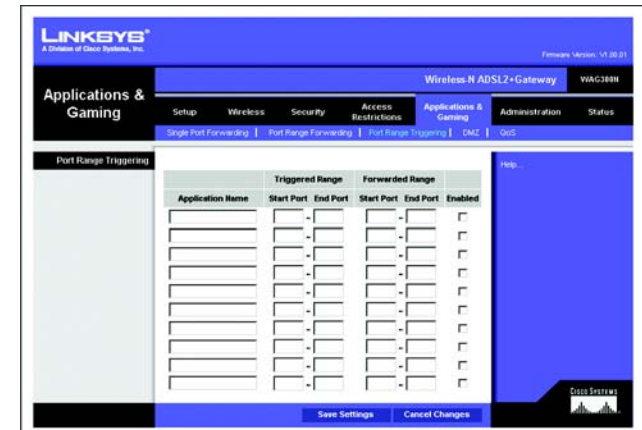 LINKSYS®
A Division of Cisco Systems, Inc.
Firmware Version: V1.00.01
Wireless-N ADSL2+Gateway WAG300N
Applications & Gaming
Setup Wireless Security Access Restrictions Applications & Gaming Administration Status
Single Port Forwarding | Port Range Forwarding | Port Range Triggering | DMZ | QoS
Port Range Triggering
Help...
Triggered Range Forwarded Range
Application Name Start Port End Port Start Port End Port Enabled
-  -
-  -
-  -
-  -
-  -
-  -
-  -
-  -
-  -
-  -
Save Settings Cancel Changes
CISCO SYSTEMS